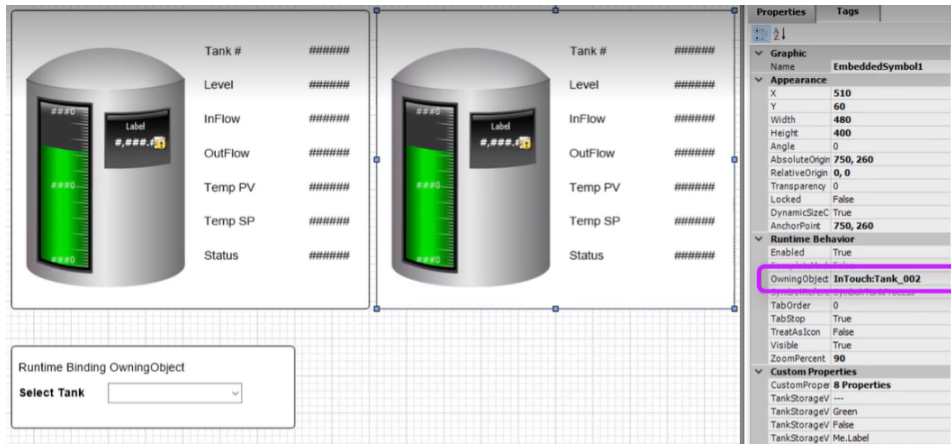 Tank # ######
Level ######
InFlow ######
OutFlow ######
Temp PV ######
Temp SP ######
Status ######
###0
###0
###0
Label
#,###.#
Tank # ######
Level ######
InFlow ######
OutFlow ######
Temp PV ######
Temp SP ######
Status ######
###0
###0
###0
Label
#,###.#
Runtime Binding OwningObject
Select Tank
Properties Tags
Graphic
Name EmbeddedSymbol1
Appearance
X 510
Y 60
Width 480
Height 400
Angle 0
AbsoluteOrigin 750, 260
RelativeOrigin 0, 0
Transparency 0
Locked False
DynamicSizeC True
AnchorPoint 750, 260
Runtime Behavior
Enabled True
OwningObject InTouch:Tank_002
TabOrder 0
TabStop True
TreatAsIcon False
Visible True
ZoomPercent 90
Custom Properties
CustomProper 8 Properties
TankStorageV ---
TankStorageV Green
TankStorageV False
TankStorageV Me.Label